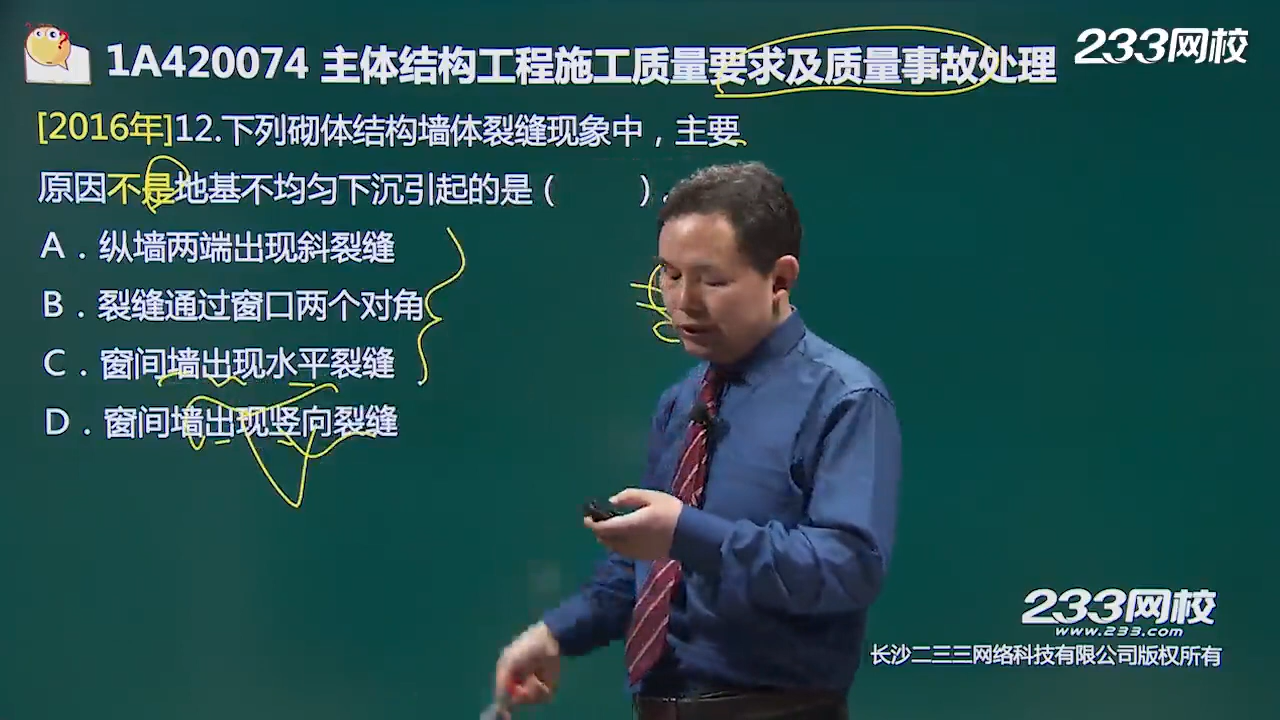 1A420074 主体结构工程施工质量要求及质量事故处理
233网校
[2016年]12.下列砌体结构墙体裂缝现象中，主要
原因不是地基不均匀下沉引起的是（ ）.
A．纵墙两端出现斜裂缝
B．裂缝通过窗口两个对角
C．窗间墙出现水平裂缝
D．窗间墙出现竖向裂缝
233网校
www.233.com
长沙二三三网络科技有限公司版权所有